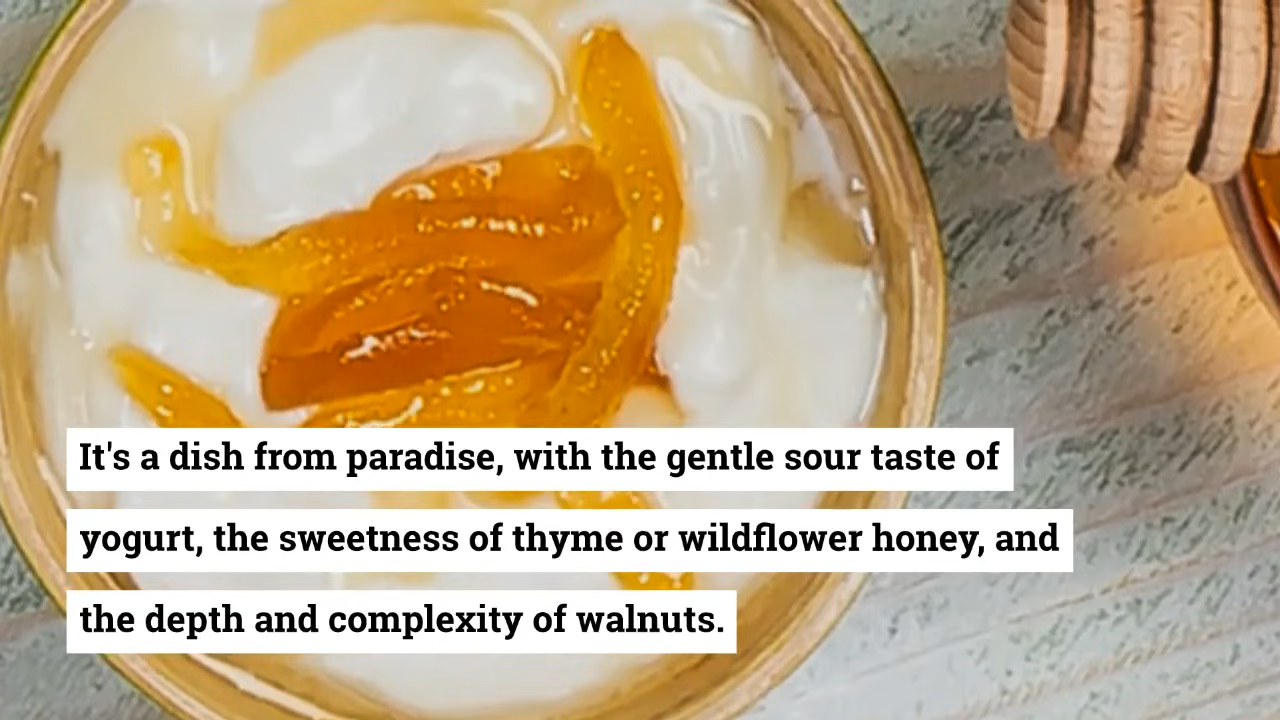 It's a dish from paradise, with the gentle sour taste of
yogurt, the sweetness of thyme or wildflower honey, and
the depth and complexity of walnuts.